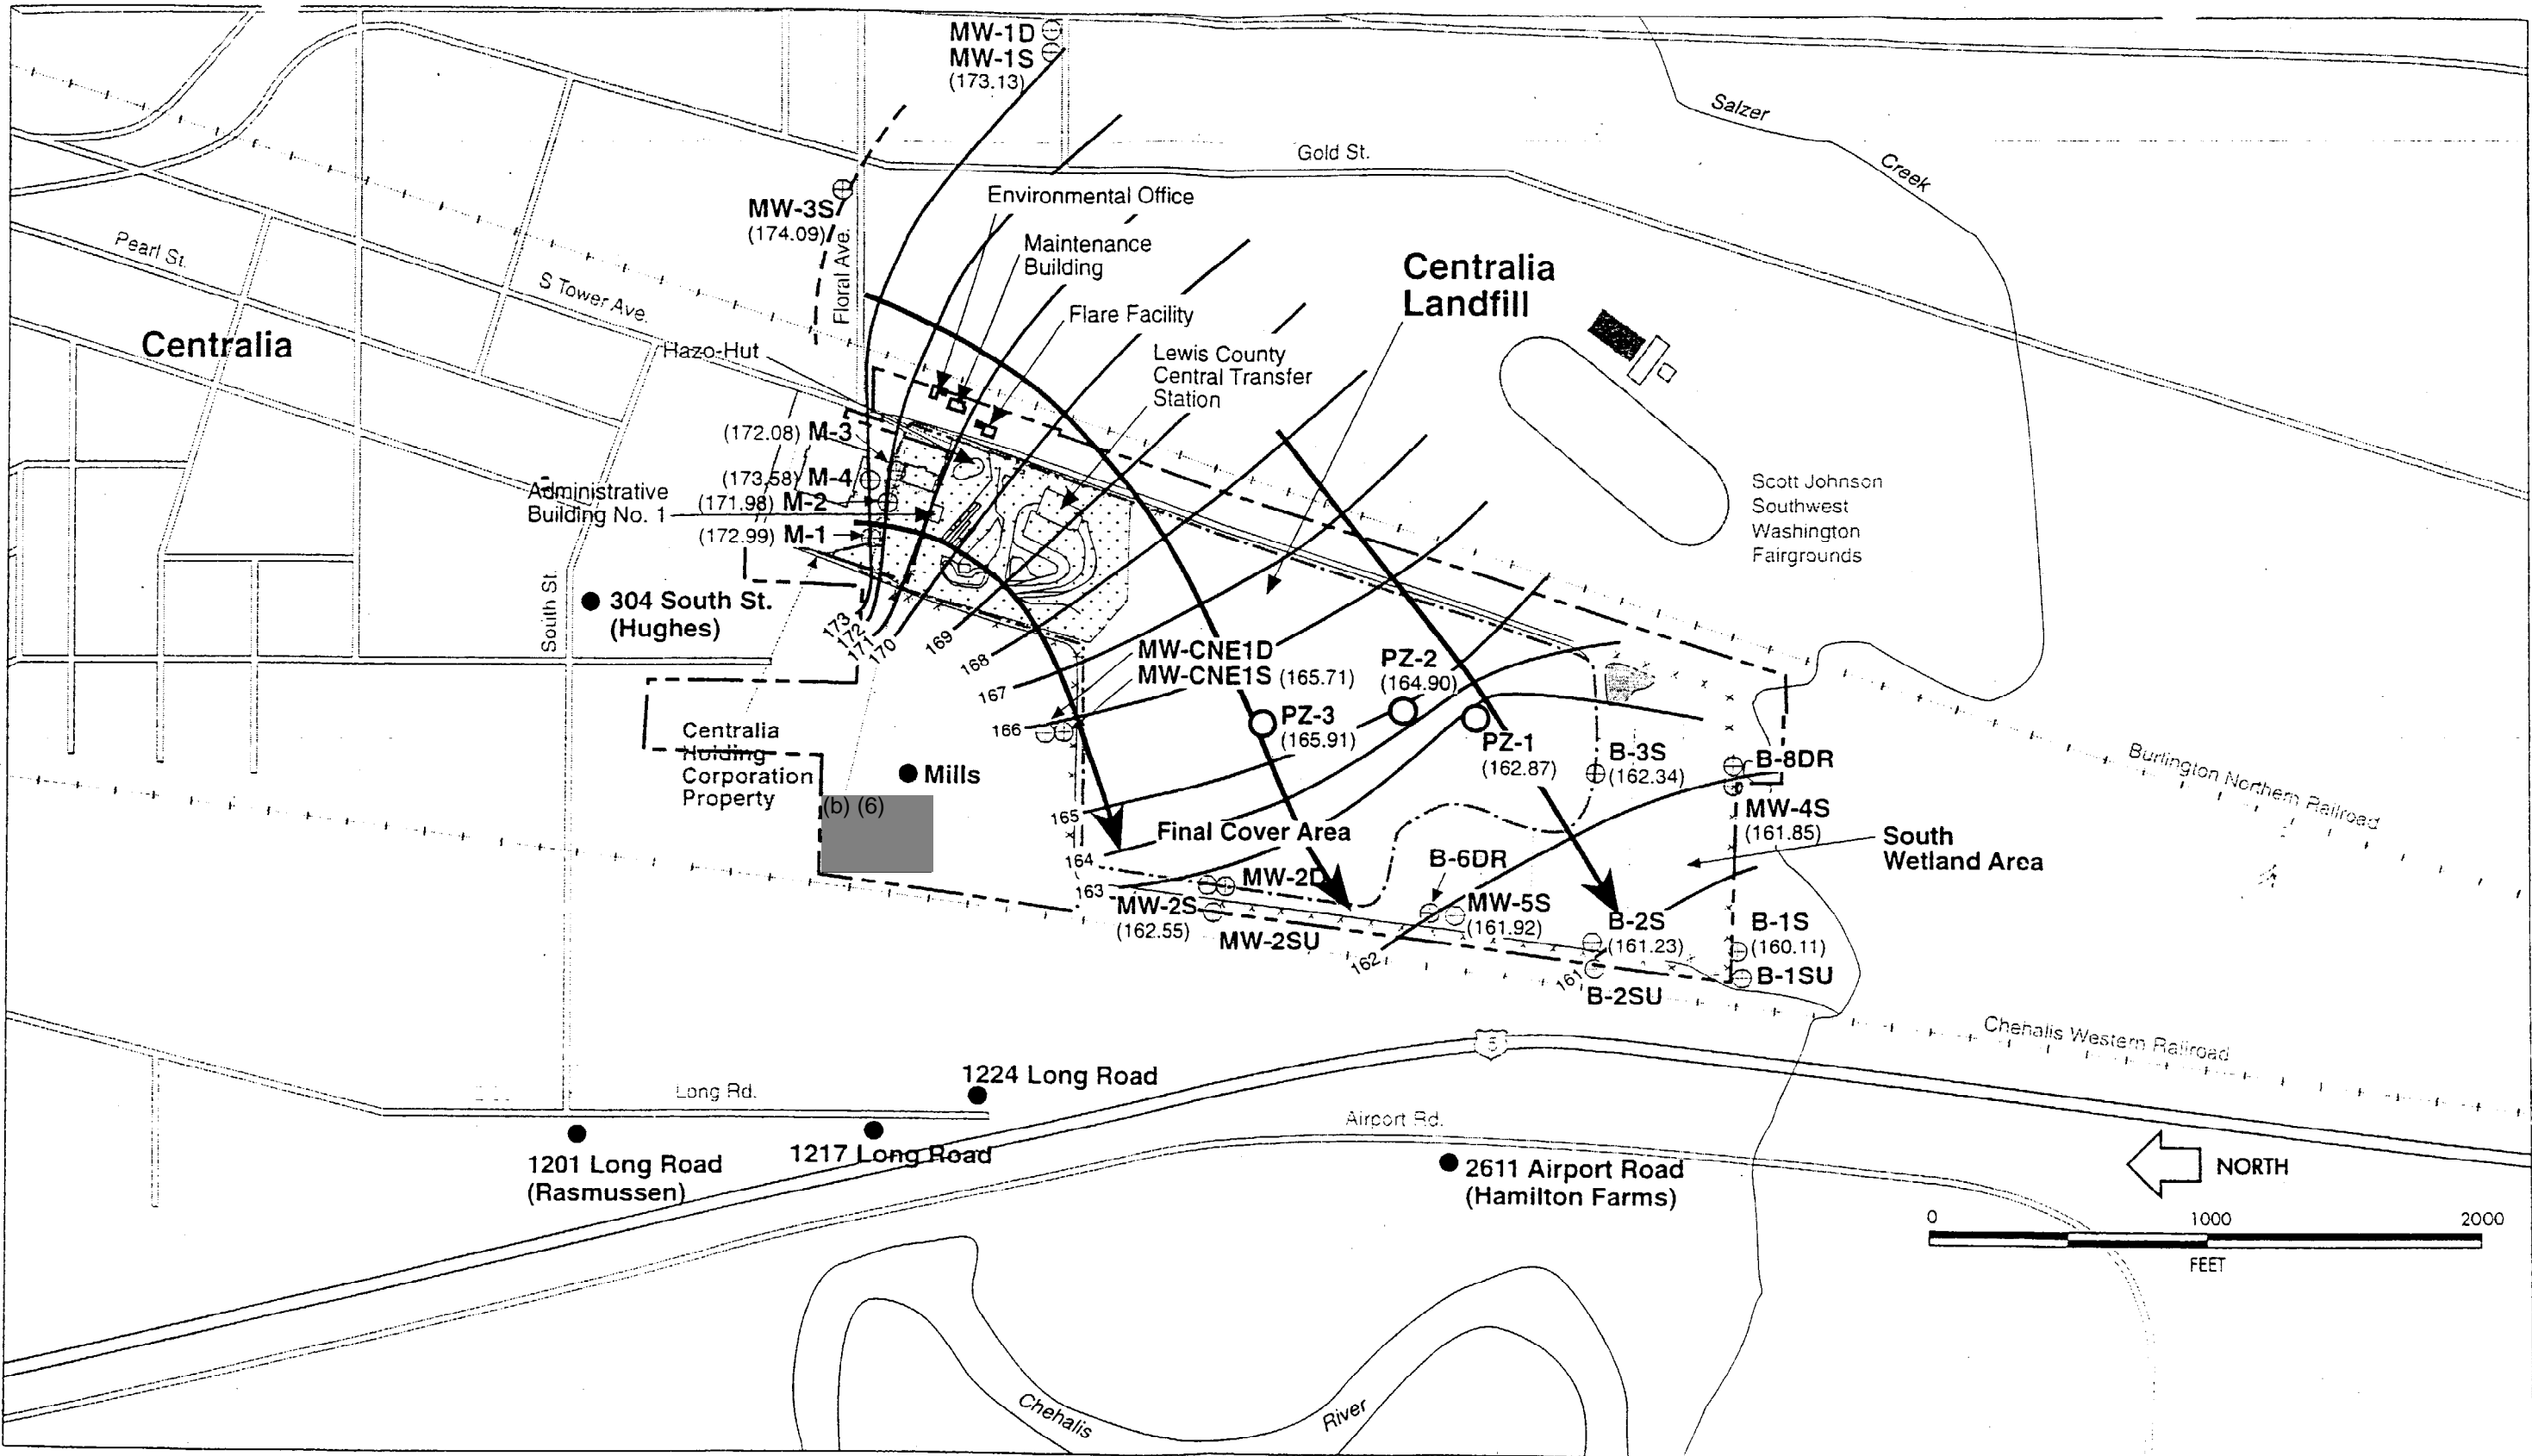 MW-1D
MW-1S
(173.13)
Salzer
Creek
Gold St.
MW-3S
(174.09)
Floral Ave.
Environmental Office
Maintenance
Building
Flare Facility
Centralia
Landfill
Pearl St.
S Tower Ave.
Centralia
Hazo-Hut
Lewis County
Central Transfer
Station
(172.08) M-3
(173.58) M-4
(171.98) M-2
(172.99) M-1
Administrative
Building No. 1
Scott Johnson
Southwest
Washington
Fairgrounds
South St.
304 South St.
(Hughes)
173
172
171
170
169
168
167
166
165
164
163
162
161
MW-CNE1D
MW-CNE1S (165.71)
PZ-2
(164.90)
PZ-3
(165.91)
PZ-1
(162.87)
B-3S
(162.34)
B-8DR
MW-4S
(161.85)
South
Wetland Area
Burlington Northern Railroad
Centralia
Holding
Corporation
Property
Mills
(b) (6)
Final Cover Area
B-6DR
MW-2D
MW-2S
(162.55)
MW-2SU
MW-5S
(161.92)
B-2S
(161.23)
B-2SU
B-1S
(160.11)
B-1SU
Chehalis Western Railroad
5
1224 Long Road
Long Rd.
Airport Rd.
1201 Long Road
(Rasmussen)
1217 Long Road
2611 Airport Road
(Hamilton Farms)
NORTH
0 1000 2000
FEET
Chehalis
River